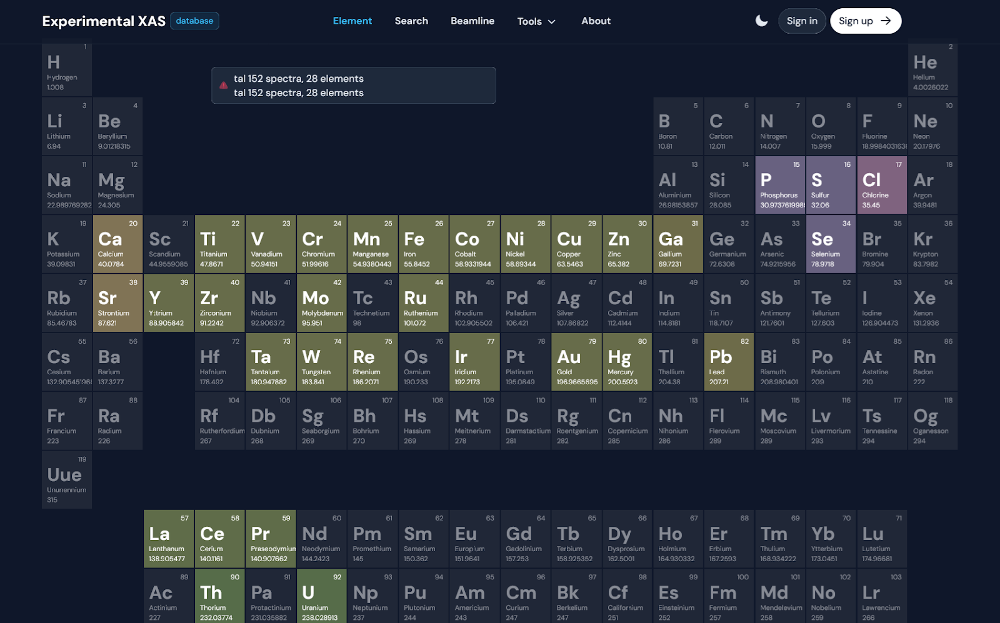 Experimental XAS database Element Search Beamline Tools About Sign in Sign up
1 2
H He
Hydrogen Helium
1.008 4.0026022
tal 152 spectra, 28 elements
tal 152 spectra, 28 elements
3 4 5 6 7 8 9 10
Li Be B C N O F Ne
Lithium Beryllium Boron Carbon Nitrogen Oxygen Fluorine Neon
6.94 9.01218315 10.81 12.011 14.007 15.999 18.998403163 20.17976
11 12 13 14 15 16 17 18
Na Mg Al Si P S Cl Ar
Sodium Magnesium Aluminium Silicon Phosphorus Sulfur Chlorine Argon
22.989769282 24.305 26.98153857 28.085 30.973761998 32.06 35.45 39.9481
19 20 21 22 23 24 25 26 27 28 29 30 31 32 33 34 35 36
K Ca Sc Ti V Cr Mn Fe Co Ni Cu Zn Ga Ge As Se Br Kr
Potassium Calcium Scandium Titanium Vanadium Chromium Manganese Iron Cobalt Nickel Copper Zinc Gallium Germanium Arsenic Selenium Bromine Krypton
39.09831 40.0784 44.9559085 47.8671 50.94151 51.99616 54.9380443 55.8452 58.9331944 58.69344 63.5463 65.382 69.7231 72.6308 74.9215956 78.9718 79.904 83.7982
37 38 39 40 41 42 43 44 45 46 47 48 49 50 51 52 53 54
Rb Sr Y Zr Nb Mo Tc Ru Rh Pd Ag Cd In Sn Sb Te I Xe
Rubidium Strontium Yttrium Zirconium Niobium Molybdenum Technetium Ruthenium Rhodium Palladium Silver Cadmium Indium Tin Antimony Tellurium Iodine Xenon
85.46783 87.621 88.905842 91.2242 92.906372 95.951 98 101.072 102.905502 106.421 107.86822 112.4144 114.8181 118.7107 121.7601 127.603 126.904473 131.2936
55 56 72 73 74 75 76 77 78 79 80 81 82 83 84 85 86
Cs Ba Hf Ta W Re Os Ir Pt Au Hg Tl Pb Bi Po At Rn
Cesium Barium Hafnium Tantalum Tungsten Rhenium Osmium Iridium Platinum Gold Mercury Thallium Lead Bismuth Polonium Astatine Radon
132.905451966 137.3277 178.492 180.947882 183.841 186.2071 190.233 192.2173 195.0849 196.9665695 200.5923 204.38 207.21 208.980401 209 210 222
87 88 104 105 106 107 108 109 110 111 112 113 114 115 116 117 118
Fr Ra Rf Db Sg Bh Hs Mt Ds Rg Cn Nh Fl Mc Lv Ts Og
Francium Radium Rutherfordium Dubnium Seaborgium Bohrium Hassium Meitnerium Darmstadtium Roentgenium Copernicium Nihonium Flerovium Moscovium Livermorium Tennessine Oganesson
223 226 267 268 269 270 269 278 281 282 285 286 289 289 293 294 294
119
Uue
Ununennium
315
57 58 59 60 61 62 63 64 65 66 67 68 69 70 71
La Ce Pr Nd Pm Sm Eu Gd Tb Dy Ho Er Tm Yb Lu
Lanthanum Cerium Praseodymium Neodymium Promethium Samarium Europium Gadolinium Terbium Dysprosium Holmium Erbium Thulium Ytterbium Lutetium
138.905477 140.1161 140.907662 144.2423 145 150.362 151.9641 157.253 158.925352 162.5001 164.930332 167.2593 168.934222 173.0451 174.96681
89 90 91 92 93 94 95 96 97 98 99 100 101 102 103
Ac Th Pa U Np Pu Am Cm Bk Cf Es Fm Md No Lr
Actinium Thorium Protactinium Uranium Neptunium Plutonium Americium Curium Berkelium Californium Einsteinium Fermium Mendelevium Nobelium Lawrencium
227 232.03774 231.035882 238.028913 237 244 243 247 247 251 252 257 258 259 266